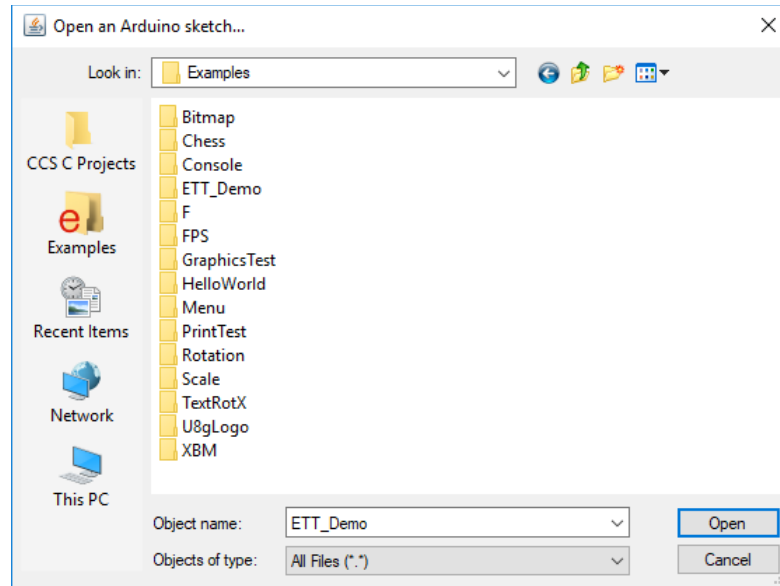 Open an Arduino sketch...
Look in:
Examples
CCS C Projects
Examples
Recent Items
Network
This PC
Bitmap
Chess
Console
ETT_Demo
F
FPS
GraphicsTest
HelloWorld
Menu
PrintTest
Rotation
Scale
TextRotX
U8gLogo
XBM
Object name:
ETT_Demo
Open
Objects of type:
All Files (*.*)
Cancel